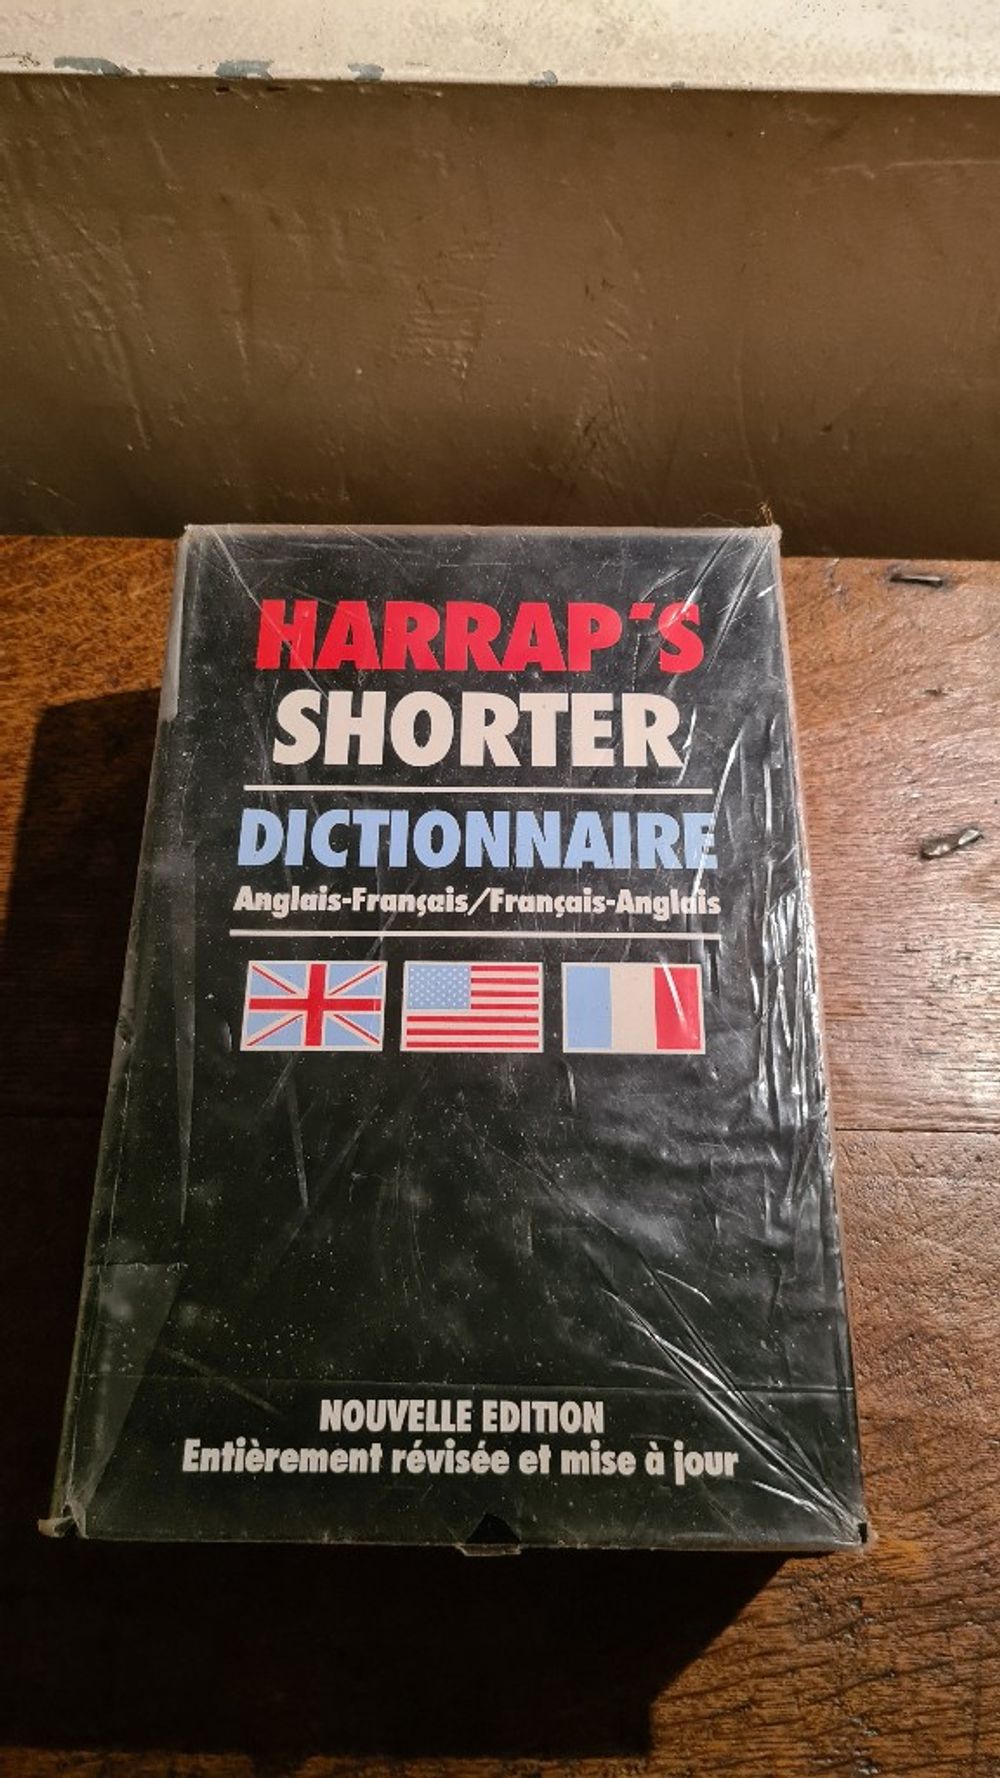 HARRAP'S
SHORTER
DICTIONNAIRE
Anglais-Français/Français-Anglais
NOUVELLE EDITION
Entièrement révisée et mise à jour